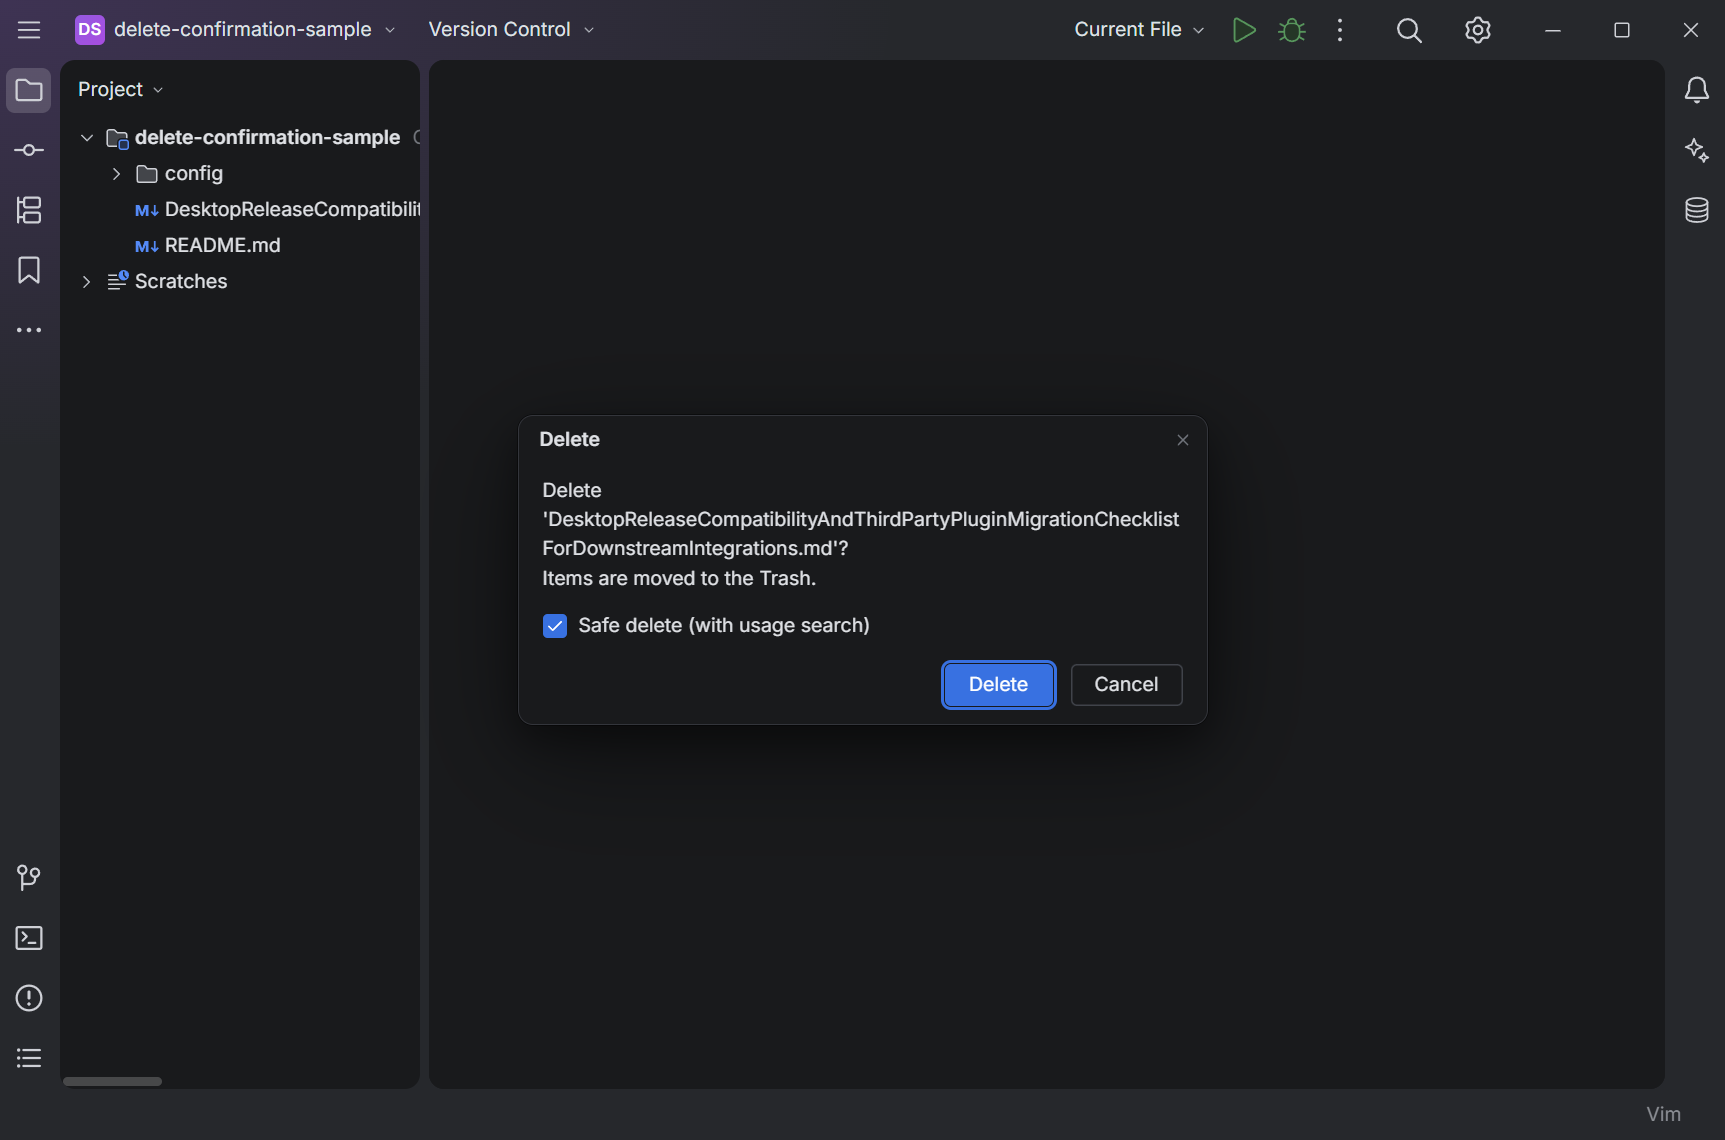 DS delete-confirmation-sample Version Control Current File
Project
delete-confirmation-sample
config
M↓ DesktopReleaseCompatibilit
M↓ README.md
Scratches
Delete
Delete
'DesktopReleaseCompatibilityAndThirdPartyPluginMigrationChecklist
ForDownstreamIntegrations.md'?
Items are moved to the Trash.
Safe delete (with usage search)
Delete Cancel
Vim